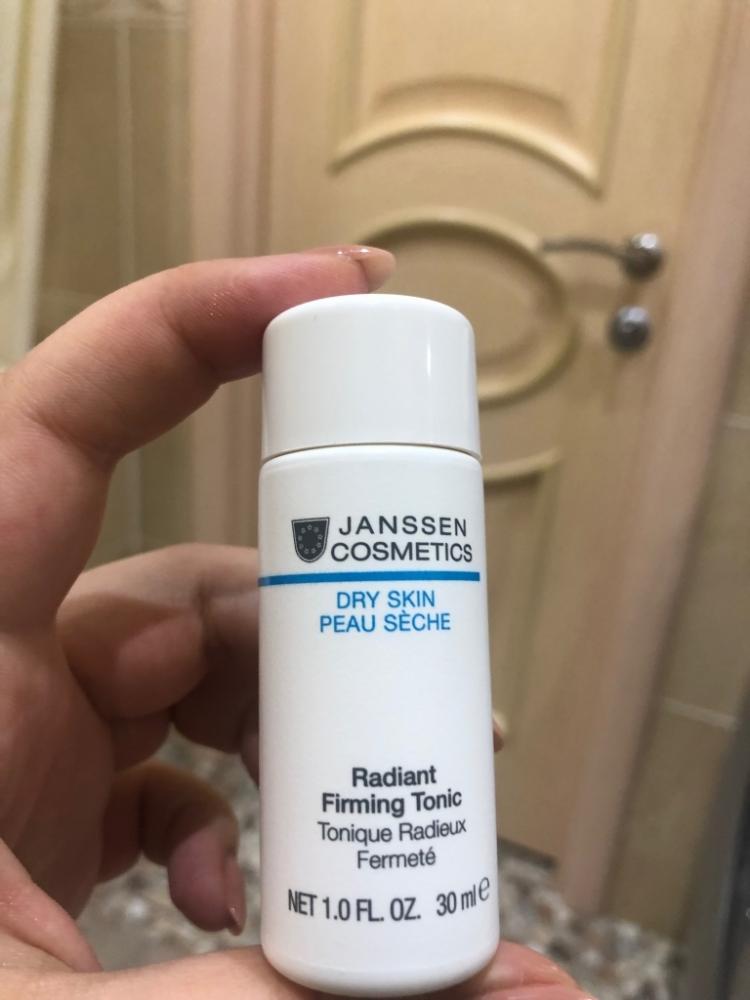 JANSSEN
COSMETICS
DRY SKIN
PEAU SÈCHE
Radiant
Firming Tonic
Tonique Radieux
Fermeté
NET 1.0 FL. OZ. 30 ml ℮